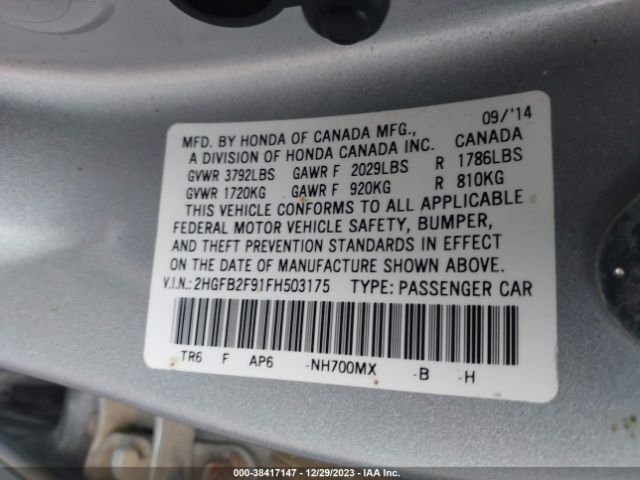 09/'14
MFD. BY HONDA OF CANADA MFG., CANADA
A DIVISION OF HONDA CANADA INC.
GVWR 3792LBS GAWR F 2029LBS R 1786LBS
GVWR 1720KG GAWR F 920KG R 810KG
THIS VEHICLE CONFORMS TO ALL APPLICABLE
FEDERAL MOTOR VEHICLE SAFETY, BUMPER,
AND THEFT PREVENTION STANDARDS IN EFFECT
ON THE DATE OF MANUFACTURE SHOWN ABOVE.
V.I.N.: 2HGFB2F91FH503175 TYPE: PASSENGER CAR
TR6 F AP6 -NH700MX -B -H
000-38417147 - 12/29/2023 - IAA Inc.